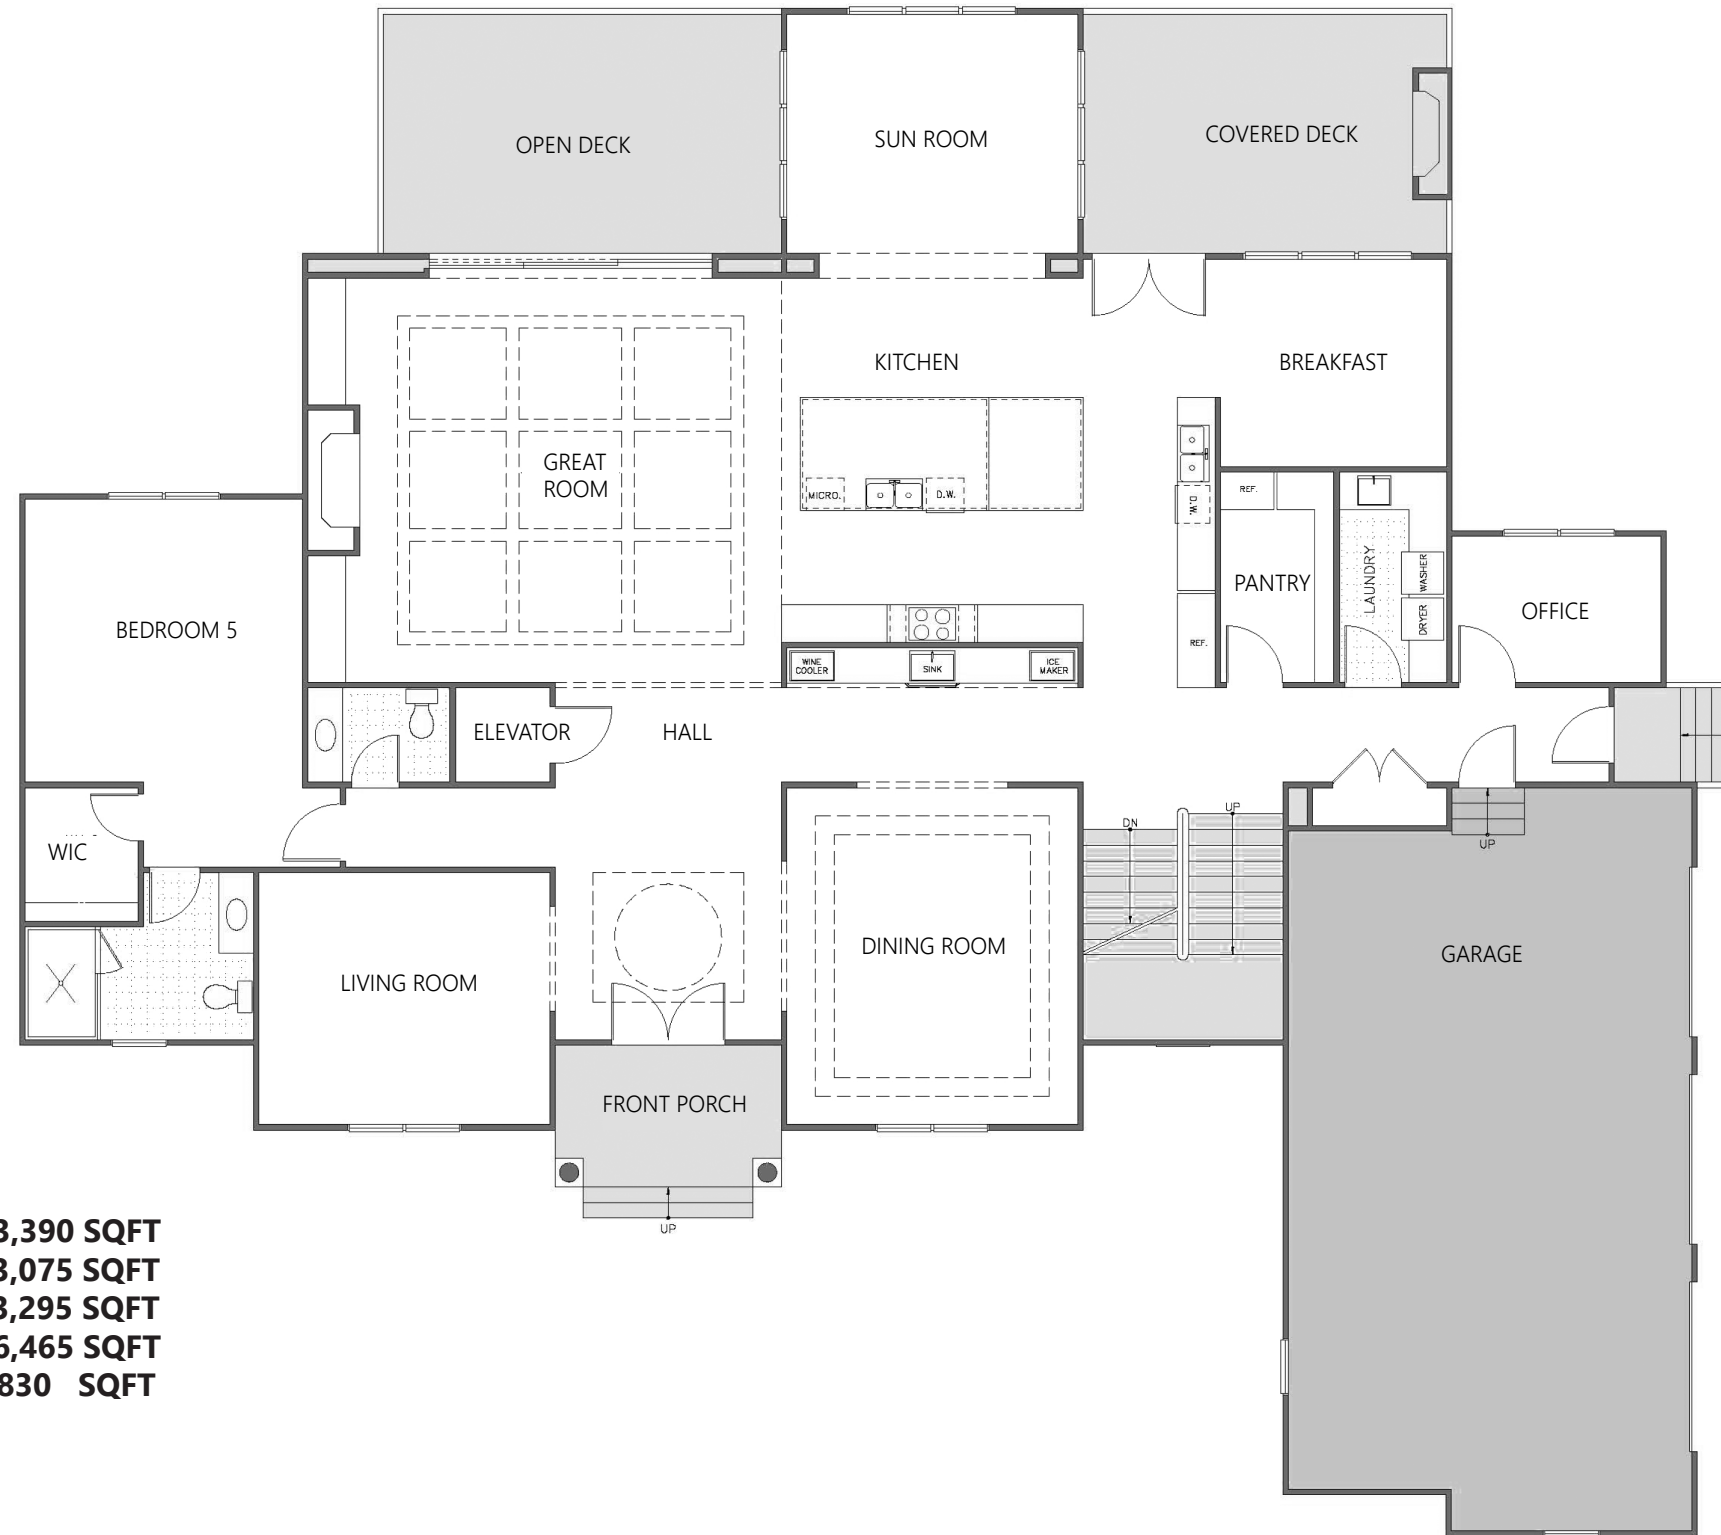 OPEN DECK
SUN ROOM
COVERED DECK
KITCHEN
BREAKFAST
GREAT
ROOM
MICRO.
D.W.
D.W.
REF.
PANTRY
LAUNDRY
WASHER
DRYER
OFFICE
BEDROOM 5
WINE
COOLER
SINK
ICE
MAKER
REF.
ELEVATOR
HALL
WIC
DN
UP
UP
LIVING ROOM
DINING ROOM
GARAGE
FRONT PORCH
UP
3,390 SQFT
3,075 SQFT
3,295 SQFT
6,465 SQFT
830 SQFT